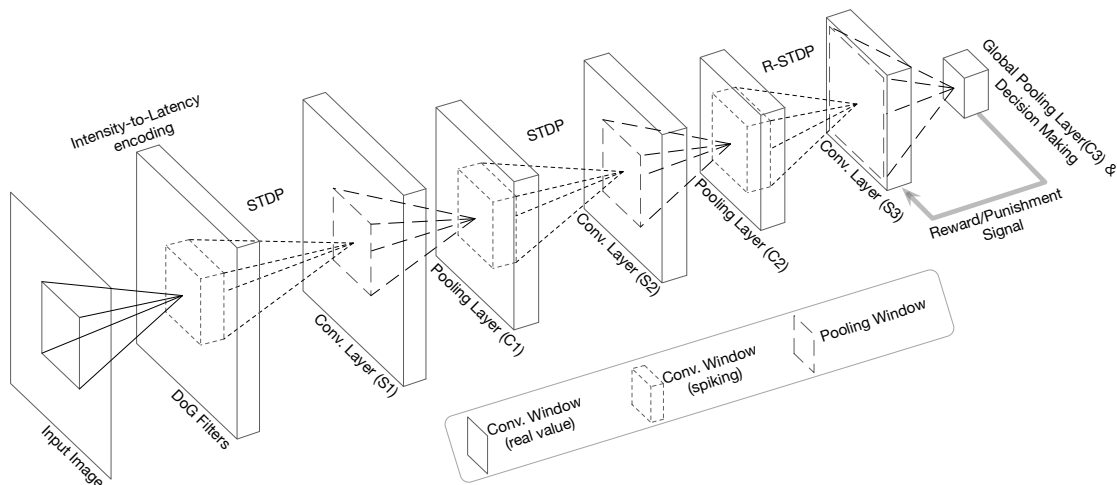 Intensity-to-Latency
encoding
STDP
STDP
R-STDP
Global Pooling Layer(C3) &
Decision Making
Input Image
DoG Filters
Conv. Layer (S1)
Pooling Layer (C1)
Conv. Layer (S2)
Pooling Layer (C2)
Conv. Layer (S3)
Reward/Punishment
Signal
Conv. Window
(real value)
Conv. Window
(spiking)
Pooling Window